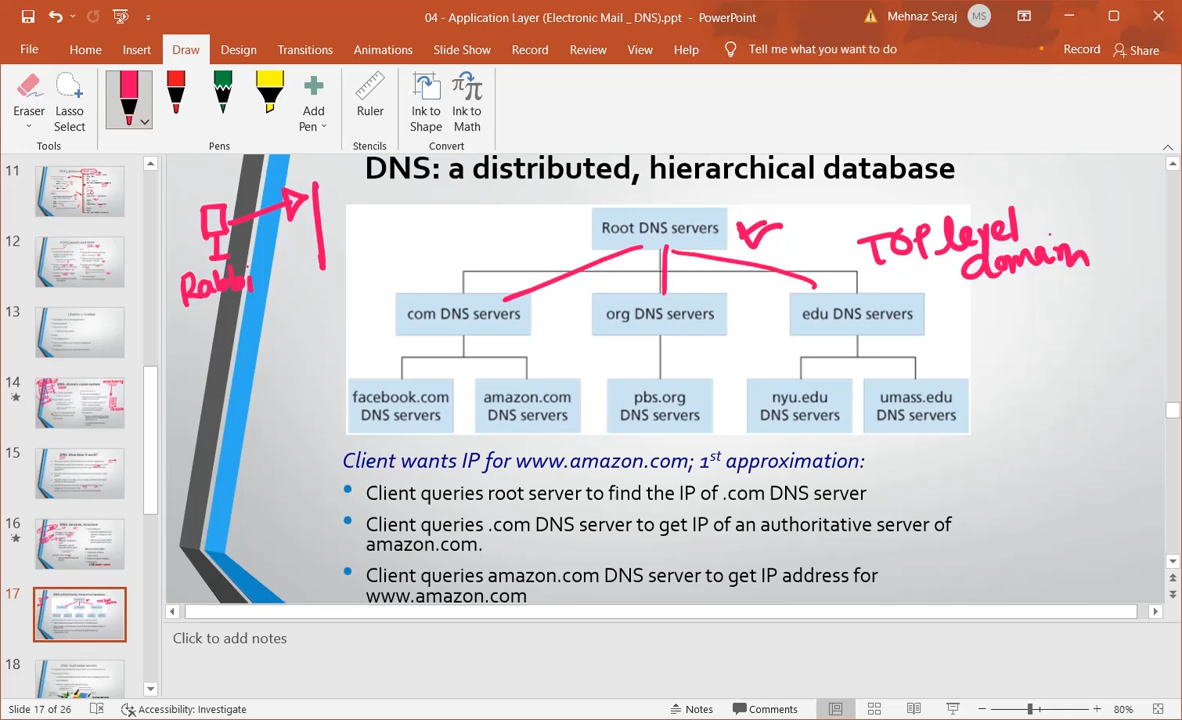 04 - Application Layer (Electronic Mail _ DNS).ppt - PowerPoint
Mehnaz Seraj
MS
File Home Insert Draw Design Transitions Animations Slide Show Record Review View Help Tell me what you want to do
Record Share
Eraser
Lasso
Select
Add
Pen
Ruler
Ink to
Shape
Ink to
Math
Tools
Pens
Stencils
Convert
11
12
13
14
15
16
17
18
DNS: a distributed, hierarchical database
Root DNS servers
TOP level
domain
Rabbi
com DNS servers
org DNS servers
edu DNS servers
facebook.com
DNS servers
amazon.com
DNS servers
pbs.org
DNS servers
nyu.edu
DNS servers
umass.edu
DNS servers
Client wants IP for www.amazon.com; 1st approximation:
• Client queries root server to find the IP of .com DNS server
• Client queries .com DNS server to get IP of an authoritative server of
amazon.com.
• Client queries amazon.com DNS server to get IP address for
www.amazon.com
Click to add notes
Slide 17 of 26
Accessibility: Investigate
Notes
Comments
80%